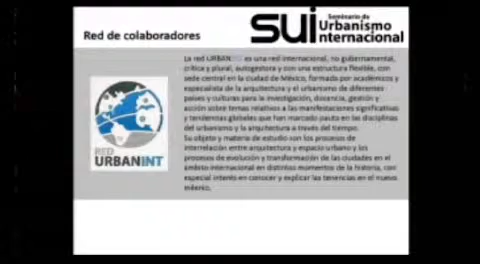 Red de colaboradores
sui Seminario de
Urbanismo
nternacional
La red URBANINT es una red internacional, no gubernamental,
crítica y plural, autogestora y con una estructura flexible, con
sede central en la ciudad de México, formada por académicos y
especialista de la arquitectura y el urbanismo de diferentes
países y culturas para la investigación, docencia, gestión y
acción sobre temas relativos a las manifestaciones significativas
y tendencias globales que han marcado pauta en las disciplinas
del urbanismo y la arquitectura a través del tiempo.
Su objeto y materia de estudio son los procesos de
interrelación entre arquitectura y espacio urbano y los
procesos de evolución y transformación de las ciudades en el
ámbito internacional en distintos momentos de la historia, con
especial intento en conocer y explicar las tenencias en el nuevo
milenio.
RED
URBANINT